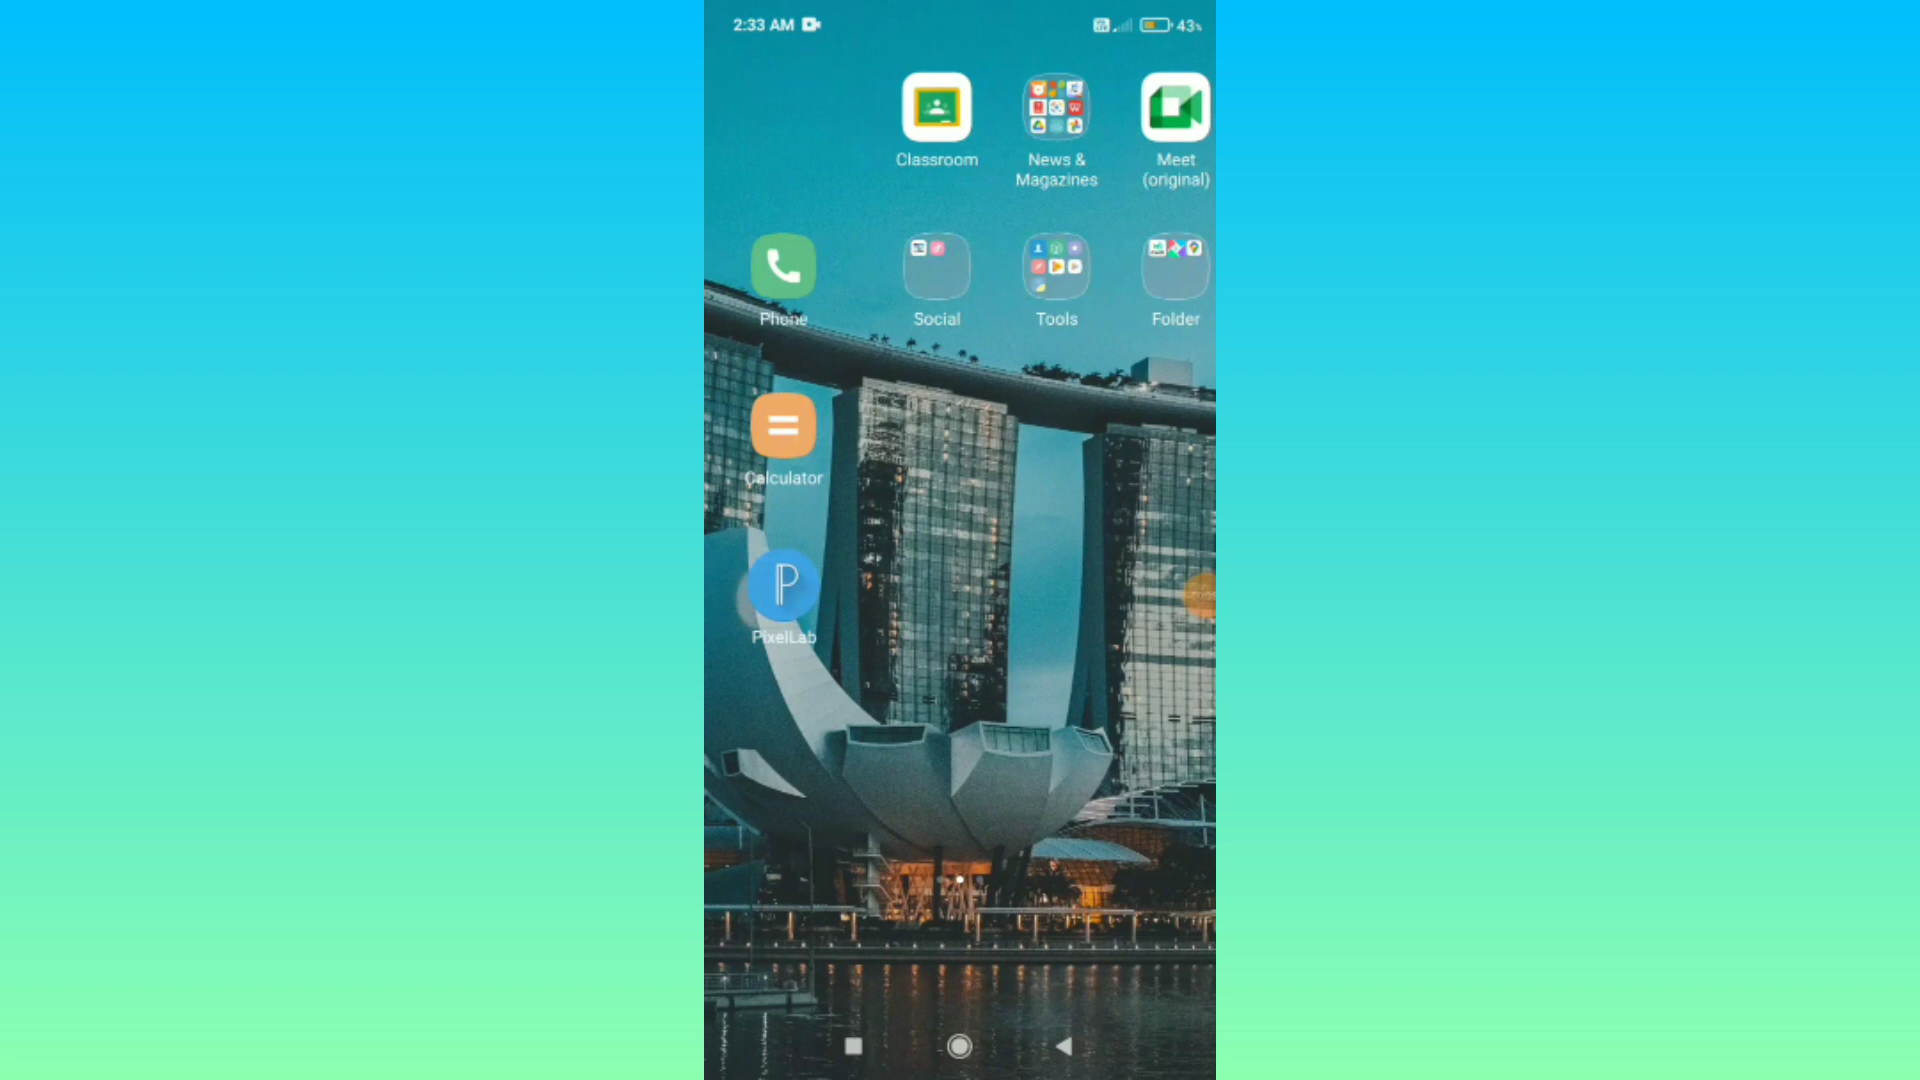 2:33 AM
43%
Classroom
News &
Magazines
Meet
(original)
Phone
Social
Tools
Folder
Calculator
PixelLab